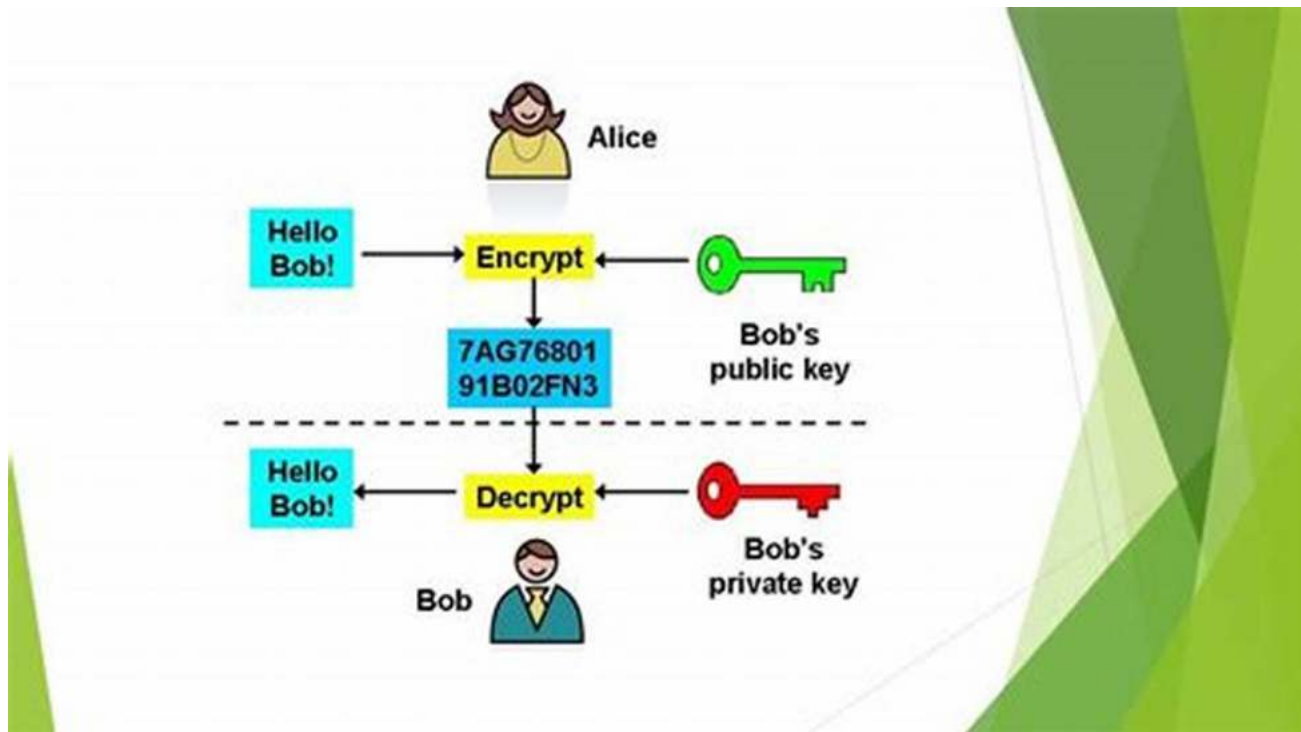 Alice
Hello
Bob!
Encrypt
Bob's
public key
7AG76801
91B02FN3
Hello
Bob!
Decrypt
Bob's
private key
Bob